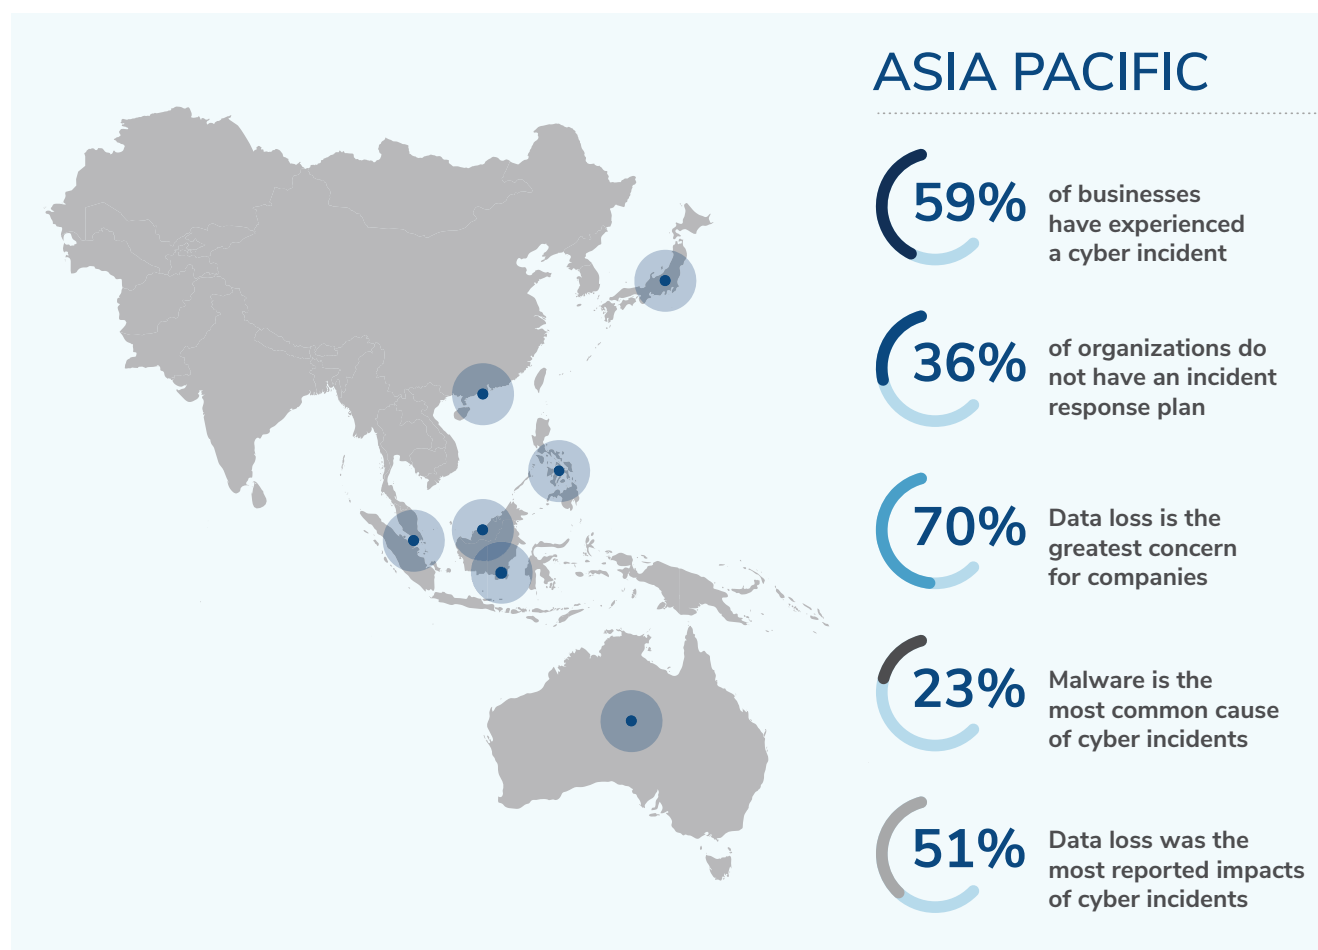 ASIA PACIFIC
59%
of businesses
have experienced
a cyber incident
36%
of organizations do
not have an incident
response plan
70%
Data loss is the
greatest concern
for companies
23%
Malware is the
most common cause
of cyber incidents
51%
Data loss was the
most reported impacts
of cyber incidents